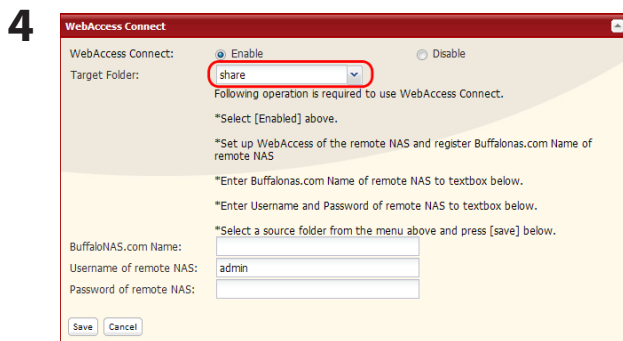 4
WebAccess Connect
WebAccess Connect: Enable Disable
Target Folder: share
Following operation is required to use WebAccess Connect.
*Select [Enabled] above.
*Set up WebAccess of the remote NAS and register Buffalonas.com Name of
remote NAS
*Enter Buffalonas.com Name of remote NAS to textbox below.
*Enter Username and Password of remote NAS to textbox below.
*Select a source folder from the menu above and press [save] below.
BuffaloNAS.com Name:
Username of remote NAS: admin
Password of remote NAS:
Save Cancel